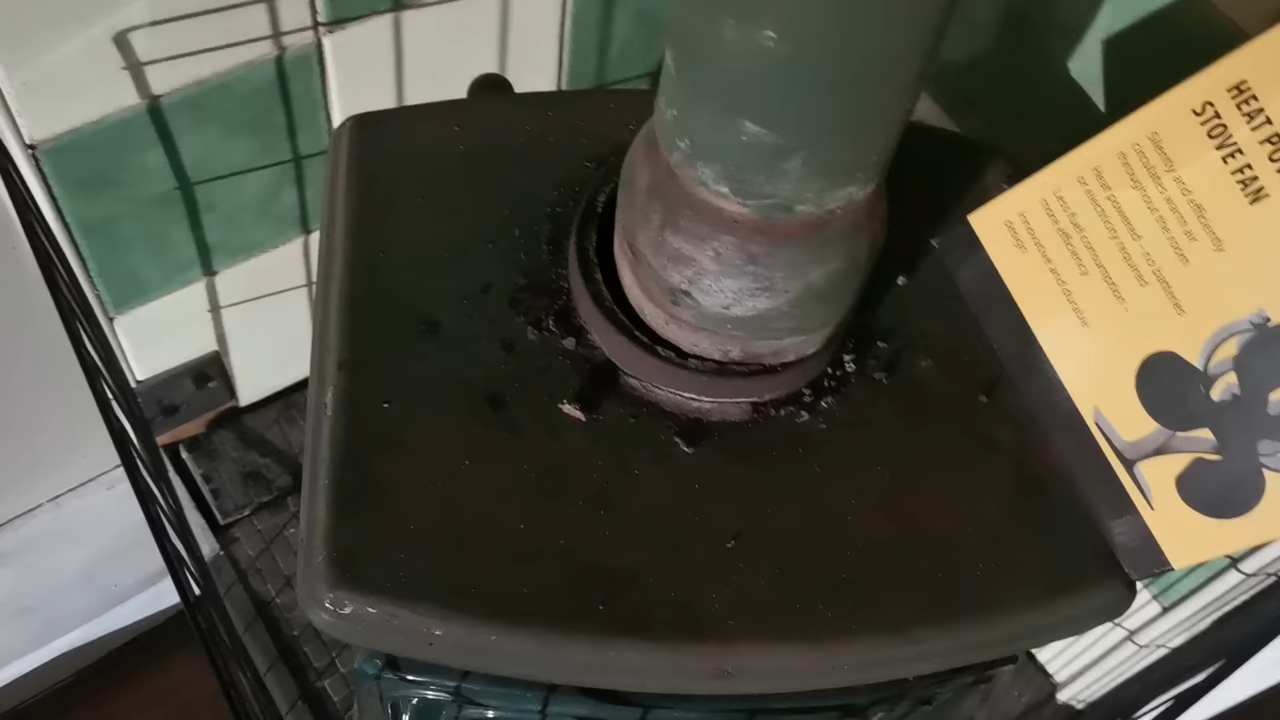 HEAT PO
STOVE FAN
Silently and efficiently
circulates warm air
throughout the room.
Heat powered - no batteries
or electricity required
Less fuel consumption,
more efficiency
Innovative and durable
design